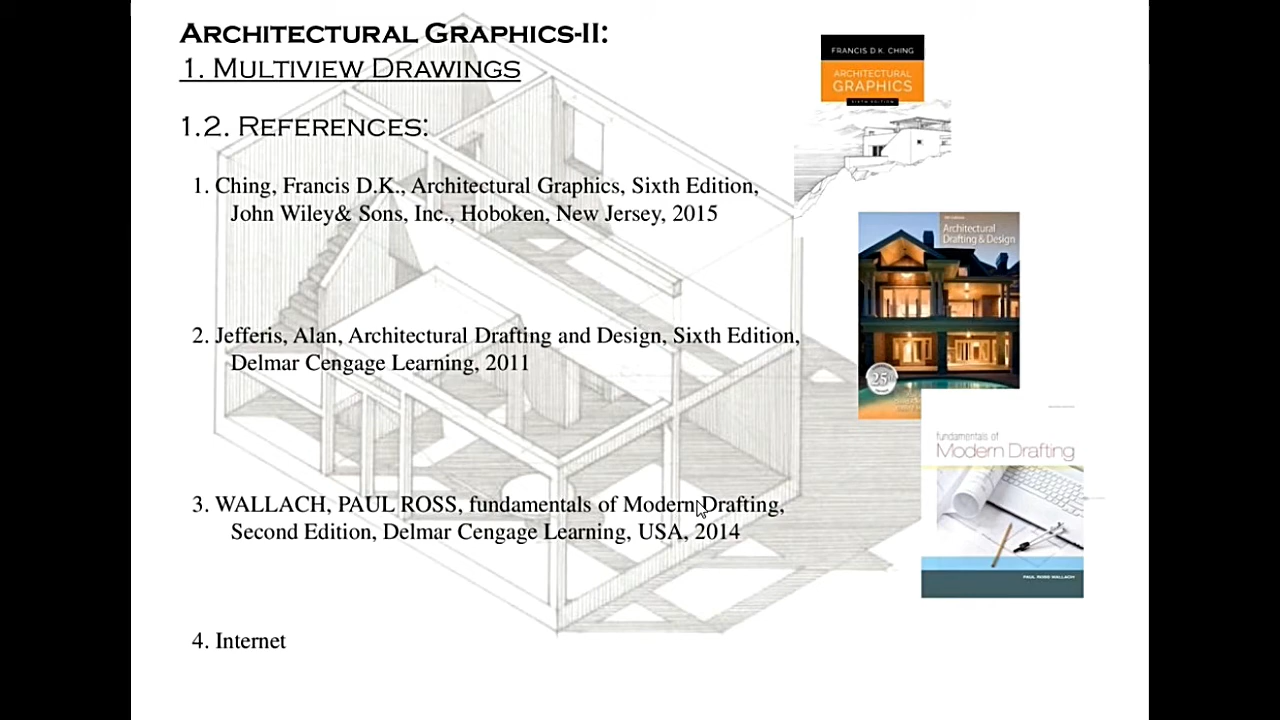 ARCHITECTURAL GRAPHICS-II:
1. MULTIVIEW DRAWINGS
1.2. REFERENCES:
1. Ching, Francis D.K., Architectural Graphics, Sixth Edition,
John Wiley& Sons, Inc., Hoboken, New Jersey, 2015
2. Jefferis, Alan, Architectural Drafting and Design, Sixth Edition,
Delmar Cengage Learning, 2011
3. WALLACH, PAUL ROSS, fundamentals of Modern Drafting,
Second Edition, Delmar Cengage Learning, USA, 2014
4. Internet
FRANCIS D.K. CHING
ARCHITECTURAL
GRAPHICS
SIXTH EDITION
Architectural
Drafting & Design
25
fundamentals of
Modern Drafting
PAUL ROSS WALLACH